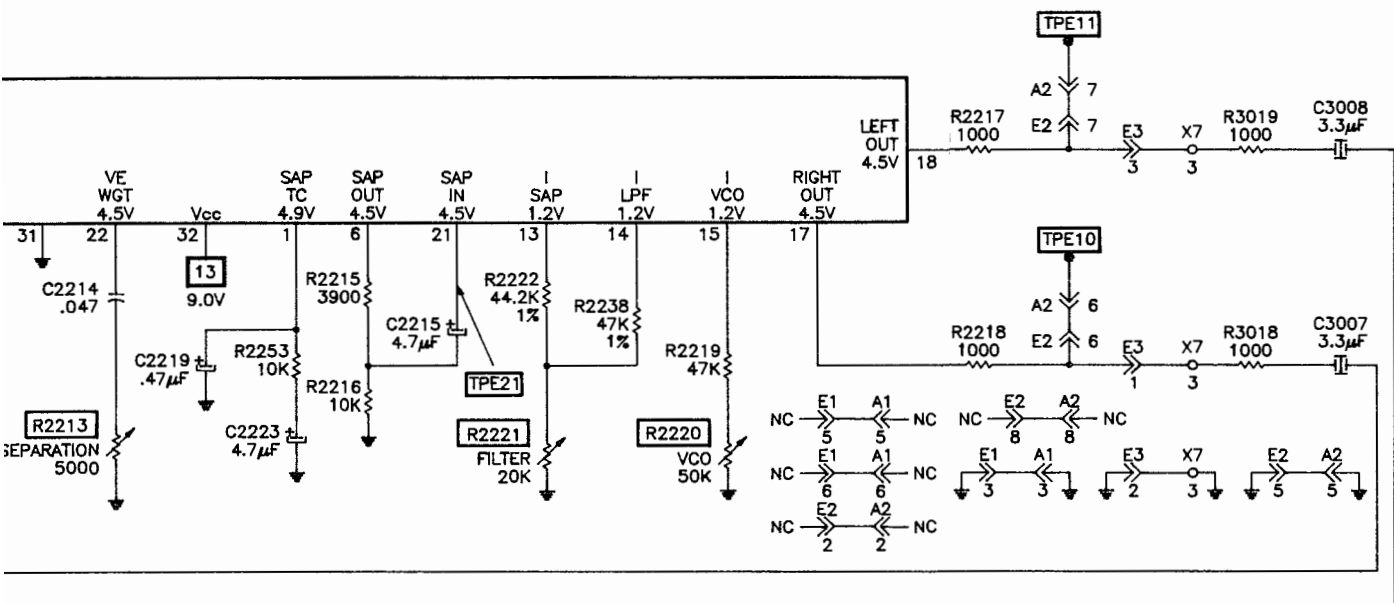 TPE11
A2 7
E2 7
R2217
1000
E3
3
X7
3
R3019
1000
C3008
3.3µF
LEFT
OUT
4.5V
18
VE
WGT
4.5V
Vcc
SAP
TC
4.9V
SAP
OUT
4.5V
SAP
IN
4.5V
I
SAP
1.2V
I
LPF
1.2V
I
VCO
1.2V
RIGHT
OUT
4.5V
31
22
32
1
6
21
13
14
15
17
TPE10
A2 6
E2 6
R2218
1000
E3
1
X7
3
R3018
1000
C3007
3.3µF
13
9.0V
C2214
.047
R2215
3900
R2222
44.2K
1%
R2238
47K
1%
C2215 +
4.7µF
C2219 +
.47µF
R2253
10K
R2219
47K
R2216
10K
TPE21
R2213
SEPARATION
5000
C2223 +
4.7µF
R2221
FILTER
20K
R2220
VCO
50K
NC E1 A1 NC
5 5
NC E2 A2 NC
8 8
NC E1 A1 NC
6 6
E1 A1
3 3
E3 X7
2 3
E2 A2
5 5
NC E2 A2 NC
2 2